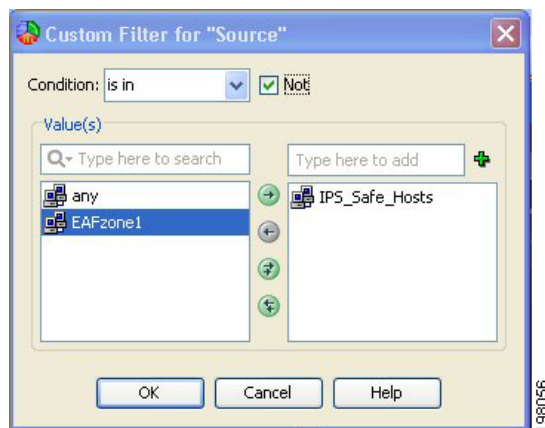 Custom Filter for "Source"
Condition: is in Not
Value(s)
Type here to search Type here to add
any IPS_Safe_Hosts
EAFzone1
OK Cancel Help
98056